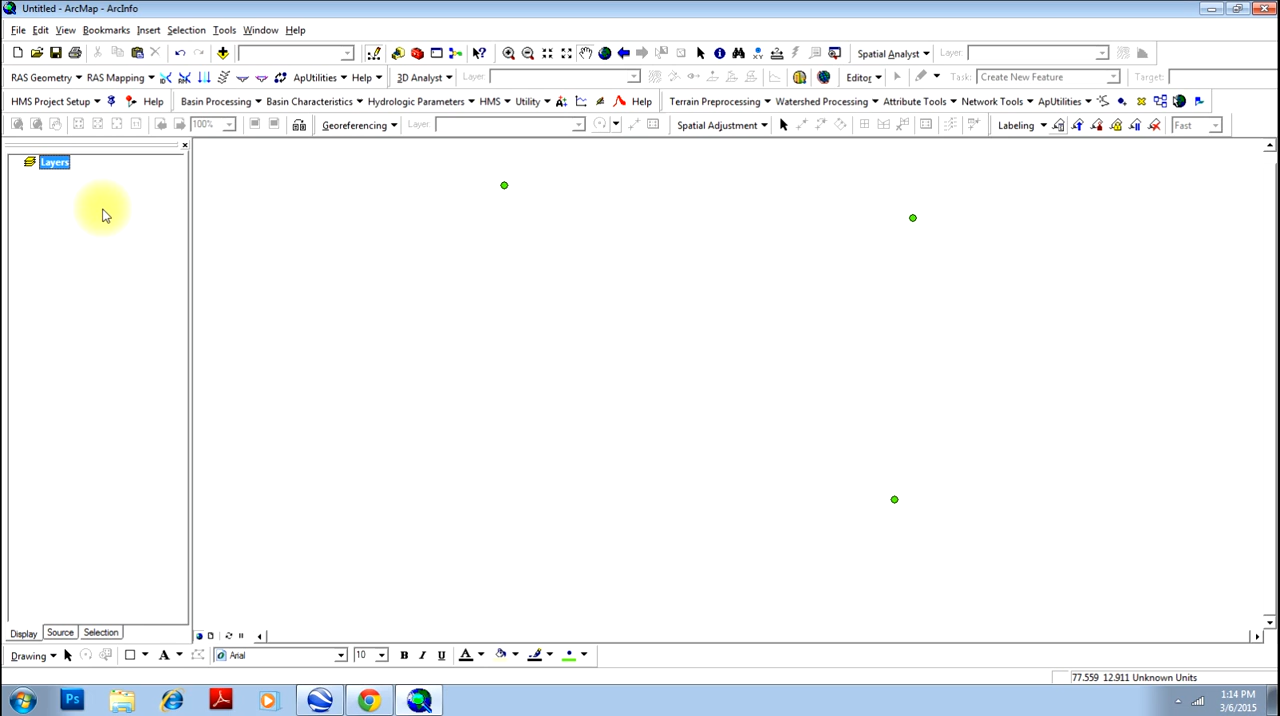 Untitled - ArcMap - ArcInfo
File Edit View Bookmarks Insert Selection Tools Window Help
Spatial Analyst Layer:
RAS Geometry RAS Mapping ApUtilities Help 3D Analyst Layer: Editor Task: Create New Feature Target:
HMS Project Setup Help Basin Processing Basin Characteristics Hydrologic Parameters HMS Utility Help Terrain Preprocessing Watershed Processing Attribute Tools Network Tools ApUtilities
100% Georeferencing Layer: Spatial Adjustment Labeling Fast
Layers
Display Source Selection
Drawing A Arial 10 B I U A
77.559 12.911 Unknown Units
Ps
1:14 PM
3/6/2015